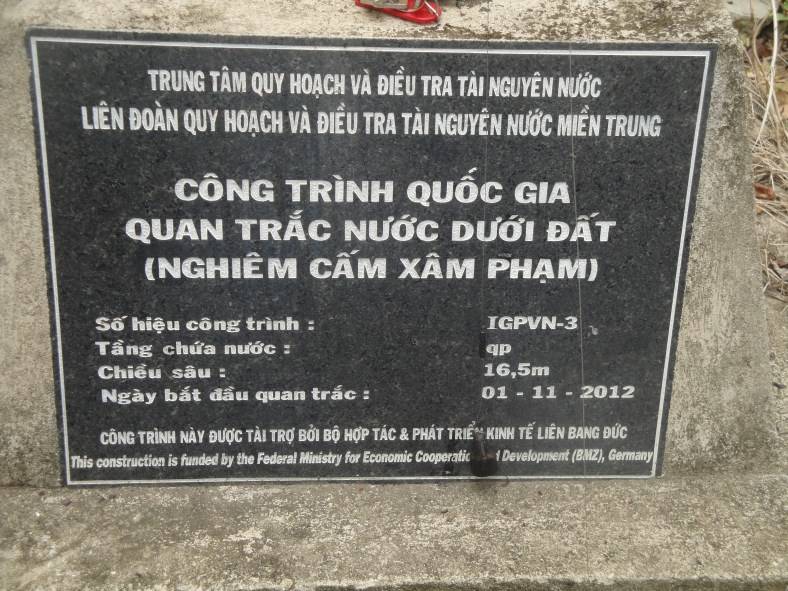 TRUNG TÂM QUY HOẠCH VÀ ĐIỀU TRA TÀI NGUYÊN NƯỚC
LIÊN ĐOÀN QUY HOẠCH VÀ ĐIỀU TRA TÀI NGUYÊN NƯỚC MIỀN TRUNG
CÔNG TRÌNH QUỐC GIA
QUAN TRẮC NƯỚC DƯỚI ĐẤT
(NGHIÊM CẤM XÂM PHẠM)
Số hiệu công trình : IGPVN-3
Tầng chứa nước : qp
Chiều sâu : 16,5m
Ngày bắt đầu quan trắc : 01 - 11 - 2012
CÔNG TRÌNH NÀY ĐƯỢC TÀI TRỢ BỞI BỘ HỢP TÁC & PHÁT TRIỂN KINH TẾ LIÊN BANG ĐỨC
This construction is funded by the Federal Ministry for Economic Cooperation and Development (BMZ), Germany